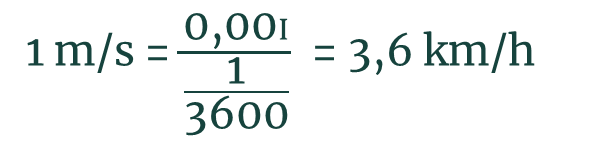 1 m/s = 0,001 / (1 / 3600) = 3,6 km/h